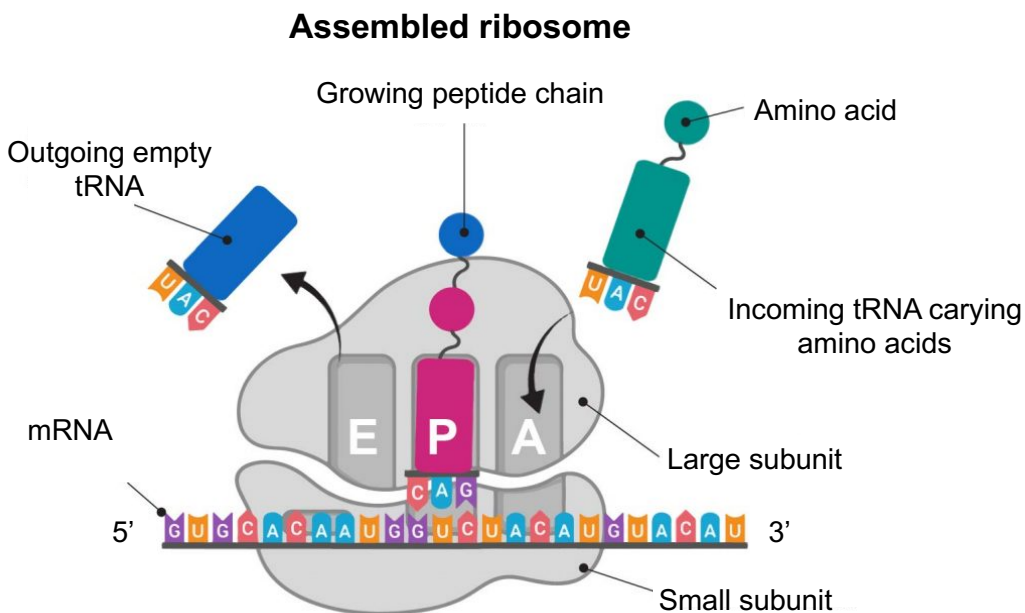 Assembled ribosome
Growing peptide chain
Amino acid
Outgoing empty
tRNA
U A C
U A C
Incoming tRNA carying
amino acids
E P A
mRNA
Large subunit
C A G
5’ G U G C A C A A U G G U C U A C A U G U A C A U 3’
Small subunit